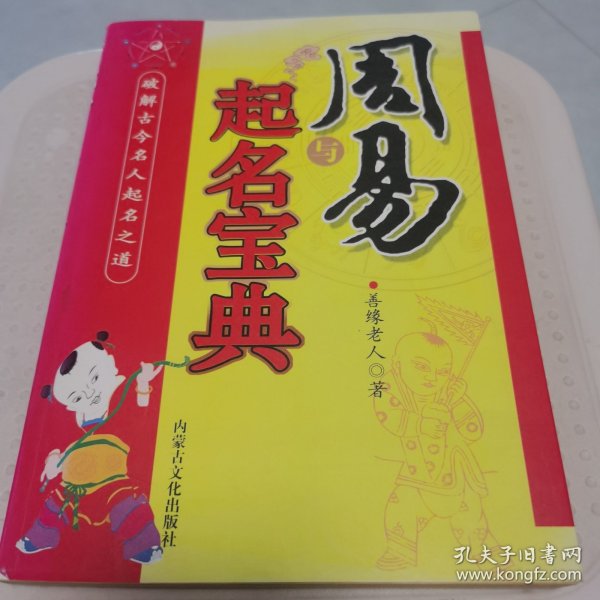 周易
与
起名宝典
破解古今名人起名之道
善缘老人◎著
内蒙古文化出版社
孔夫子旧书网
www.kongfz.com